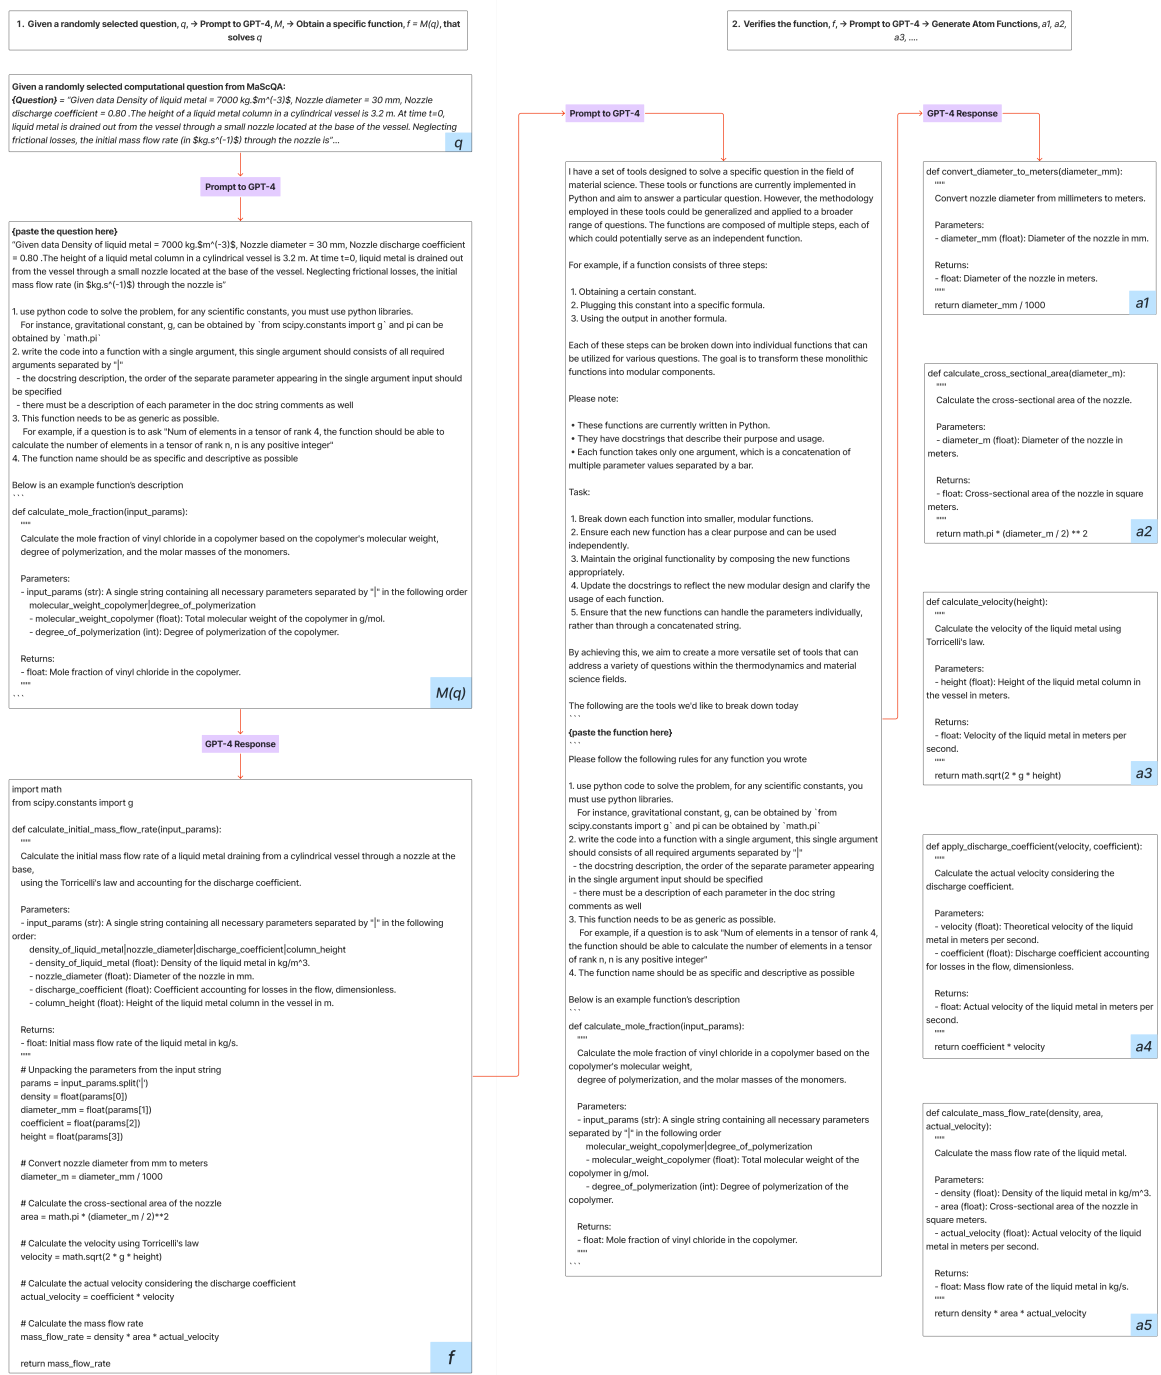 1. Given a randomly selected question, q, → Prompt to GPT-4, M, → Obtain a specific function, f = M(q), that
solves q
Given a randomly selected computational question from MaScQA:
{Question} = "Given data Density of liquid metal = 7000 kg.$m^(-3)$, Nozzle diameter = 30 mm, Nozzle
discharge coefficient = 0.80 .The height of a liquid metal column in a cylindrical vessel is 3.2 m. At time t=0,
liquid metal is drained out from the vessel through a small nozzle located at the base of the vessel. Neglecting
frictional losses, the initial mass flow rate (in $kg.s^(-1)$) through the nozzle is"...
q
Prompt to GPT-4
{paste the question here}
"Given data Density of liquid metal = 7000 kg.$m^(-3)$, Nozzle diameter = 30 mm, Nozzle discharge coefficient
= 0.80 .The height of a liquid metal column in a cylindrical vessel is 3.2 m. At time t=0, liquid metal is drained out
from the vessel through a small nozzle located at the base of the vessel. Neglecting frictional losses, the initial
mass flow rate (in $kg.s^(-1)$) through the nozzle is"
1. use python code to solve the problem, for any scientific constants, you must use python libraries.
For instance, gravitational constant, g, can be obtained by `from scipy.constants import g` and pi can be
obtained by `math.pi`
2. write the code into a function with a single argument, this single argument should consists of all required
arguments separated by "|"
- the docstring description, the order of the separate parameter appearing in the single argument input should
be specified
- there must be a description of each parameter in the doc string comments as well
3. This function needs to be as generic as possible.
For example, if a question is to ask "Num of elements in a tensor of rank 4, the function should be able to
calculate the number of elements in a tensor of rank n, n is any positive integer"
4. The function name should be as specific and descriptive as possible
Below is an example function's description
```
def calculate_mole_fraction(input_params):
"""
Calculate the mole fraction of vinyl chloride in a copolymer based on the copolymer's molecular weight,
degree of polymerization, and the molar masses of the monomers.
Parameters:
- input_params (str): A single string containing all necessary parameters separated by "|" in the following order
molecular_weight_copolymer|degree_of_polymerization
- molecular_weight_copolymer (float): Total molecular weight of the copolymer in g/mol.
- degree_of_polymerization (int): Degree of polymerization of the copolymer.
Returns:
- float: Mole fraction of vinyl chloride in the copolymer.
"""
```
M(q)
GPT-4 Response
import math
from scipy.constants import g
def calculate_initial_mass_flow_rate(input_params):
"""
Calculate the initial mass flow rate of a liquid metal draining from a cylindrical vessel through a nozzle at the
base,
using the Torricelli's law and accounting for the discharge coefficient.
Parameters:
- input_params (str): A single string containing all necessary parameters separated by "|" in the following
order:
density_of_liquid_metal|nozzle_diameter|discharge_coefficient|column_height
- density_of_liquid_metal (float): Density of the liquid metal in kg/m^3.
- nozzle_diameter (float): Diameter of the nozzle in mm.
- discharge_coefficient (float): Coefficient accounting for losses in the flow, dimensionless.
- column_height (float): Height of the liquid metal column in the vessel in m.
Returns:
- float: Initial mass flow rate of the liquid metal in kg/s.
"""
# Unpacking the parameters from the input string
params = input_params.split('|')
density = float(params[0])
diameter_mm = float(params[1])
coefficient = float(params[2])
height = float(params[3])
# Convert nozzle diameter from mm to meters
diameter_m = diameter_mm / 1000
# Calculate the cross-sectional area of the nozzle
area = math.pi * (diameter_m / 2)**2
# Calculate the velocity using Torricelli's law
velocity = math.sqrt(2 * g * height)
# Calculate the actual velocity considering the discharge coefficient
actual_velocity = coefficient * velocity
# Calculate the mass flow rate
mass_flow_rate = density * area * actual_velocity
return mass_flow_rate
f
2. Verifies the function, f, → Prompt to GPT-4 → Generate Atom Functions, a1, a2,
a3, ....
Prompt to GPT-4
I have a set of tools designed to solve a specific question in the field of
material science. These tools or functions are currently implemented in
Python and aim to answer a particular question. However, the methodology
employed in these tools could be generalized and applied to a broader
range of questions. The functions are composed of multiple steps, each of
which could potentially serve as an independent function.
For example, if a function consists of three steps:
1. Obtaining a certain constant.
2. Plugging this constant into a specific formula.
3. Using the output in another formula.
Each of these steps can be broken down into individual functions that can
be utilized for various questions. The goal is to transform these monolithic
functions into modular components.
Please note:
• These functions are currently written in Python.
• They have docstrings that describe their purpose and usage.
• Each function takes only one argument, which is a concatenation of
multiple parameter values separated by a bar.
Task:
1. Break down each function into smaller, modular functions.
2. Ensure each new function has a clear purpose and can be used
independently.
3. Maintain the original functionality by composing the new functions
appropriately.
4. Update the docstrings to reflect the new modular design and clarify the
usage of each function.
5. Ensure that the new functions can handle the parameters individually,
rather than through a concatenated string.
By achieving this, we aim to create a more versatile set of tools that can
address a variety of questions within the thermodynamics and material
science fields.
The following are the tools we'd like to break down today
```
{paste the function here}
```
Please follow the following rules for any function you wrote
1. use python code to solve the problem, for any scientific constants, you
must use python libraries.
For instance, gravitational constant, g, can be obtained by `from
scipy.constants import g` and pi can be obtained by `math.pi`
2. write the code into a function with a single argument, this single argument
should consists of all required arguments separated by "|"
- the docstring description, the order of the separate parameter appearing
in the single argument input should be specified
- there must be a description of each parameter in the doc string
comments as well
3. This function needs to be as generic as possible.
For example, if a question is to ask "Num of elements in a tensor of rank 4,
the function should be able to calculate the number of elements in a tensor
of rank n, n is any positive integer"
4. The function name should be as specific and descriptive as possible
Below is an example function's description
```
def calculate_mole_fraction(input_params):
"""
Calculate the mole fraction of vinyl chloride in a copolymer based on the
copolymer's molecular weight,
degree of polymerization, and the molar masses of the monomers.
Parameters:
- input_params (str): A single string containing all necessary parameters
separated by "|" in the following order
molecular_weight_copolymer|degree_of_polymerization
- molecular_weight_copolymer (float): Total molecular weight of the
copolymer in g/mol.
- degree_of_polymerization (int): Degree of polymerization of the
copolymer.
Returns:
- float: Mole fraction of vinyl chloride in the copolymer.
"""
```
GPT-4 Response
def convert_diameter_to_meters(diameter_mm):
"""
Convert nozzle diameter from millimeters to meters.
Parameters:
- diameter_mm (float): Diameter of the nozzle in mm.
Returns:
- float: Diameter of the nozzle in meters.
"""
return diameter_mm / 1000
a1
def calculate_cross_sectional_area(diameter_m):
"""
Calculate the cross-sectional area of the nozzle.
Parameters:
- diameter_m (float): Diameter of the nozzle in
meters.
Returns:
- float: Cross-sectional area of the nozzle in square
meters.
"""
return math.pi * (diameter_m / 2) ** 2
a2
def calculate_velocity(height):
"""
Calculate the velocity of the liquid metal using
Torricelli's law.
Parameters:
- height (float): Height of the liquid metal column in
the vessel in meters.
Returns:
- float: Velocity of the liquid metal in meters per
second.
"""
return math.sqrt(2 * g * height)
a3
def apply_discharge_coefficient(velocity, coefficient):
"""
Calculate the actual velocity considering the
discharge coefficient.
Parameters:
- velocity (float): Theoretical velocity of the liquid
metal in meters per second.
- coefficient (float): Discharge coefficient accounting
for losses in the flow, dimensionless.
Returns:
- float: Actual velocity of the liquid metal in meters per
second.
"""
return coefficient * velocity
a4
def calculate_mass_flow_rate(density, area,
actual_velocity):
"""
Calculate the mass flow rate of the liquid metal.
Parameters:
- density (float): Density of the liquid metal in kg/m^3.
- area (float): Cross-sectional area of the nozzle in
square meters.
- actual_velocity (float): Actual velocity of the liquid
metal in meters per second.
Returns:
- float: Mass flow rate of the liquid metal in kg/s.
"""
return density * area * actual_velocity
a5